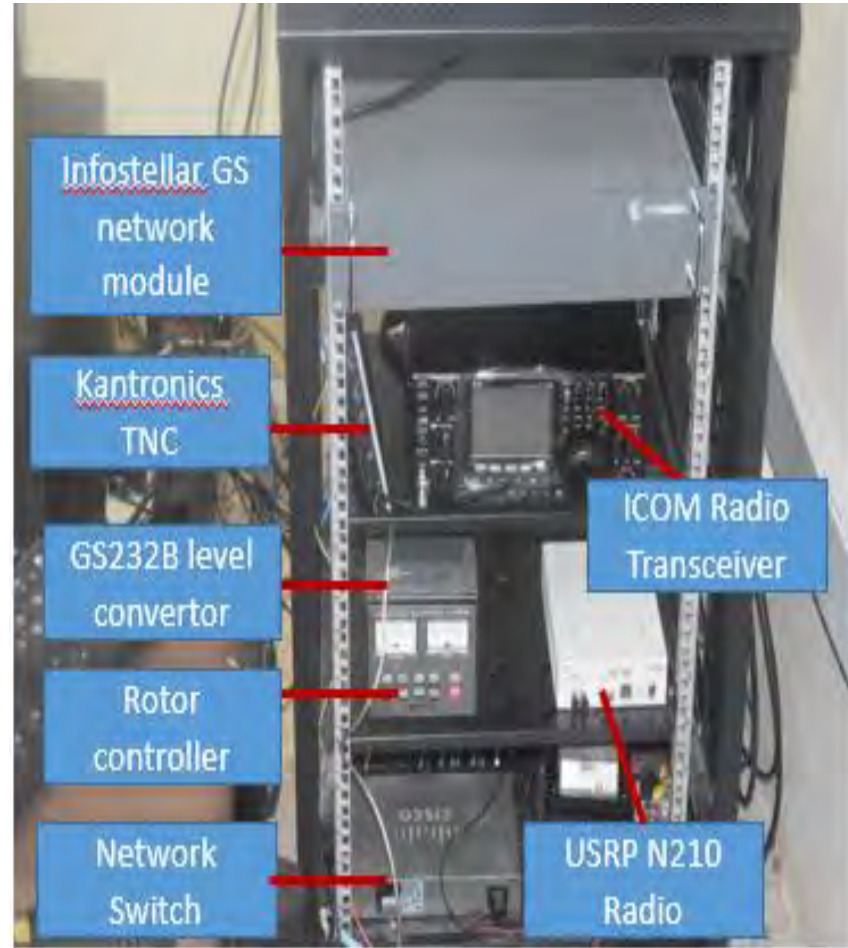 Infostellar GS
network
module
Kantronics
TNC
GS232B level
convertor
Rotor
controller
Network
Switch
ICOM Radio
Transceiver
USRP N210
Radio
CISCO